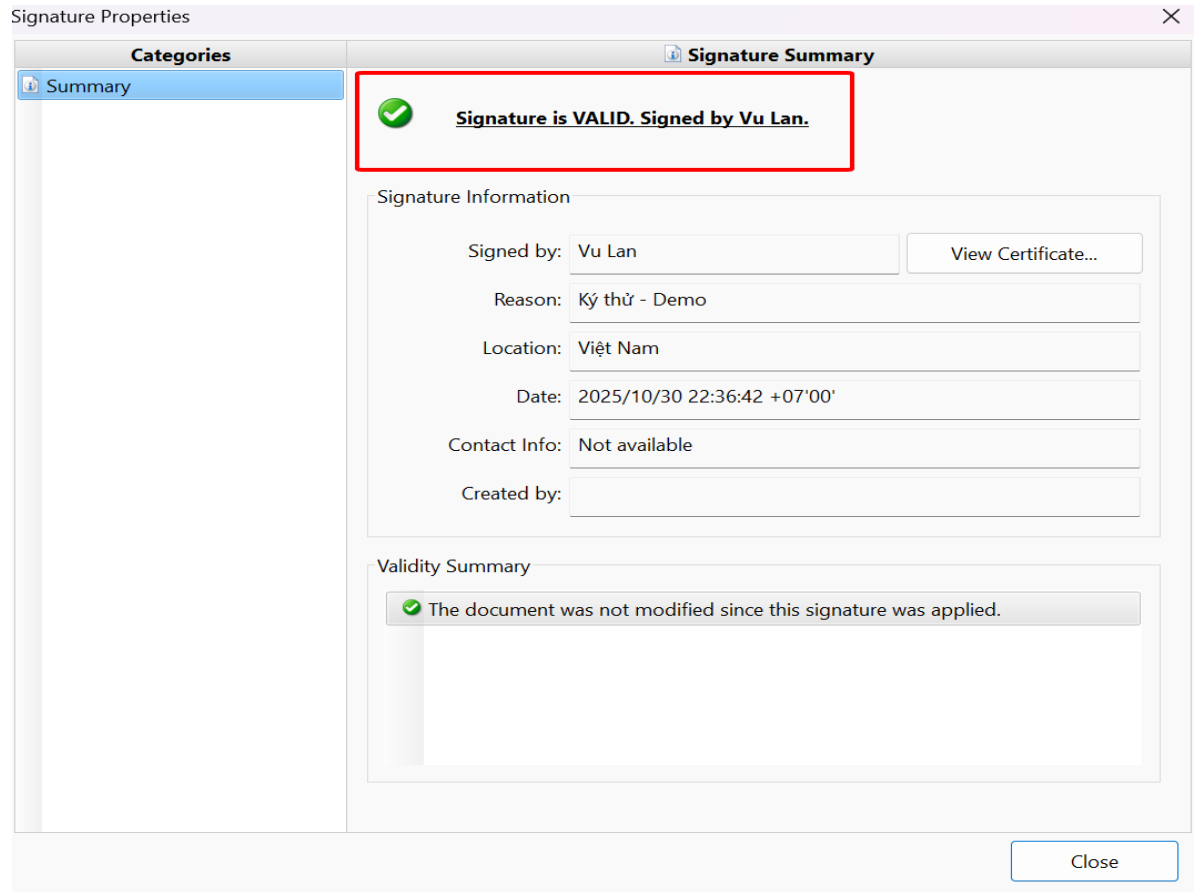 Signature Properties
Categories
Summary
Signature Summary
Signature is VALID. Signed by Vu Lan.
Signature Information
Signed by: Vu Lan View Certificate...
Reason: Ký thử - Demo
Location: Việt Nam
Date: 2025/10/30 22:36:42 +07'00'
Contact Info: Not available
Created by:
Validity Summary
The document was not modified since this signature was applied.
Close